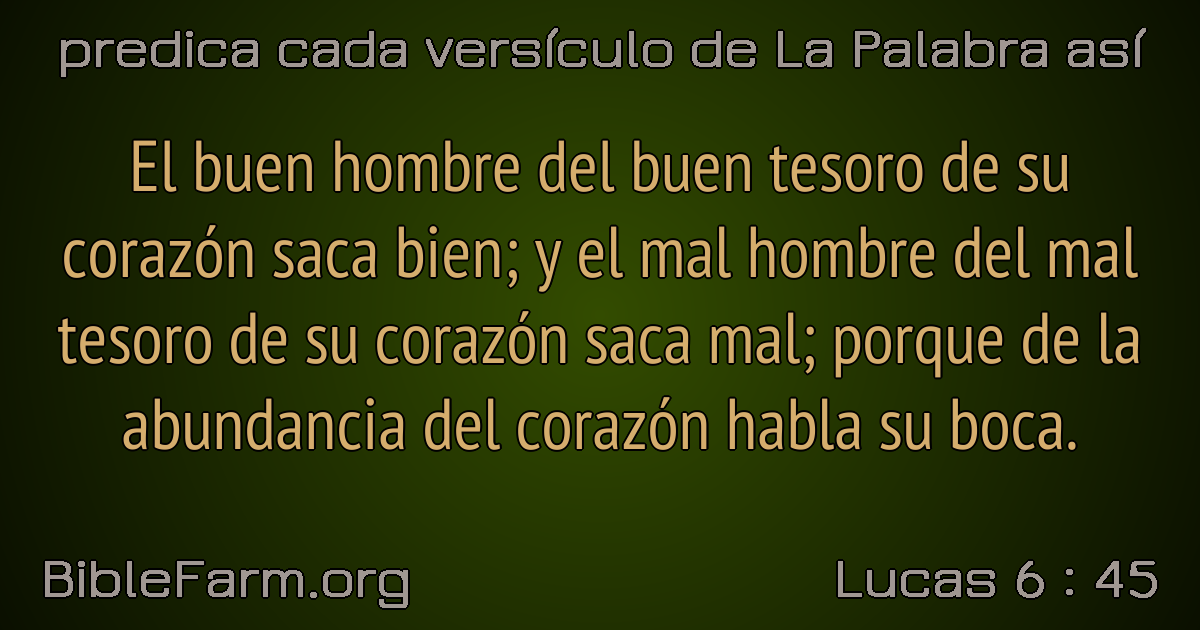 predica cada versículo de La Palabra así
El buen hombre del buen tesoro de su
corazón saca bien; y el mal hombre del mal
tesoro de su corazón saca mal; porque de la
abundancia del corazón habla su boca.
BibleFarm.org
Lucas 6 : 45